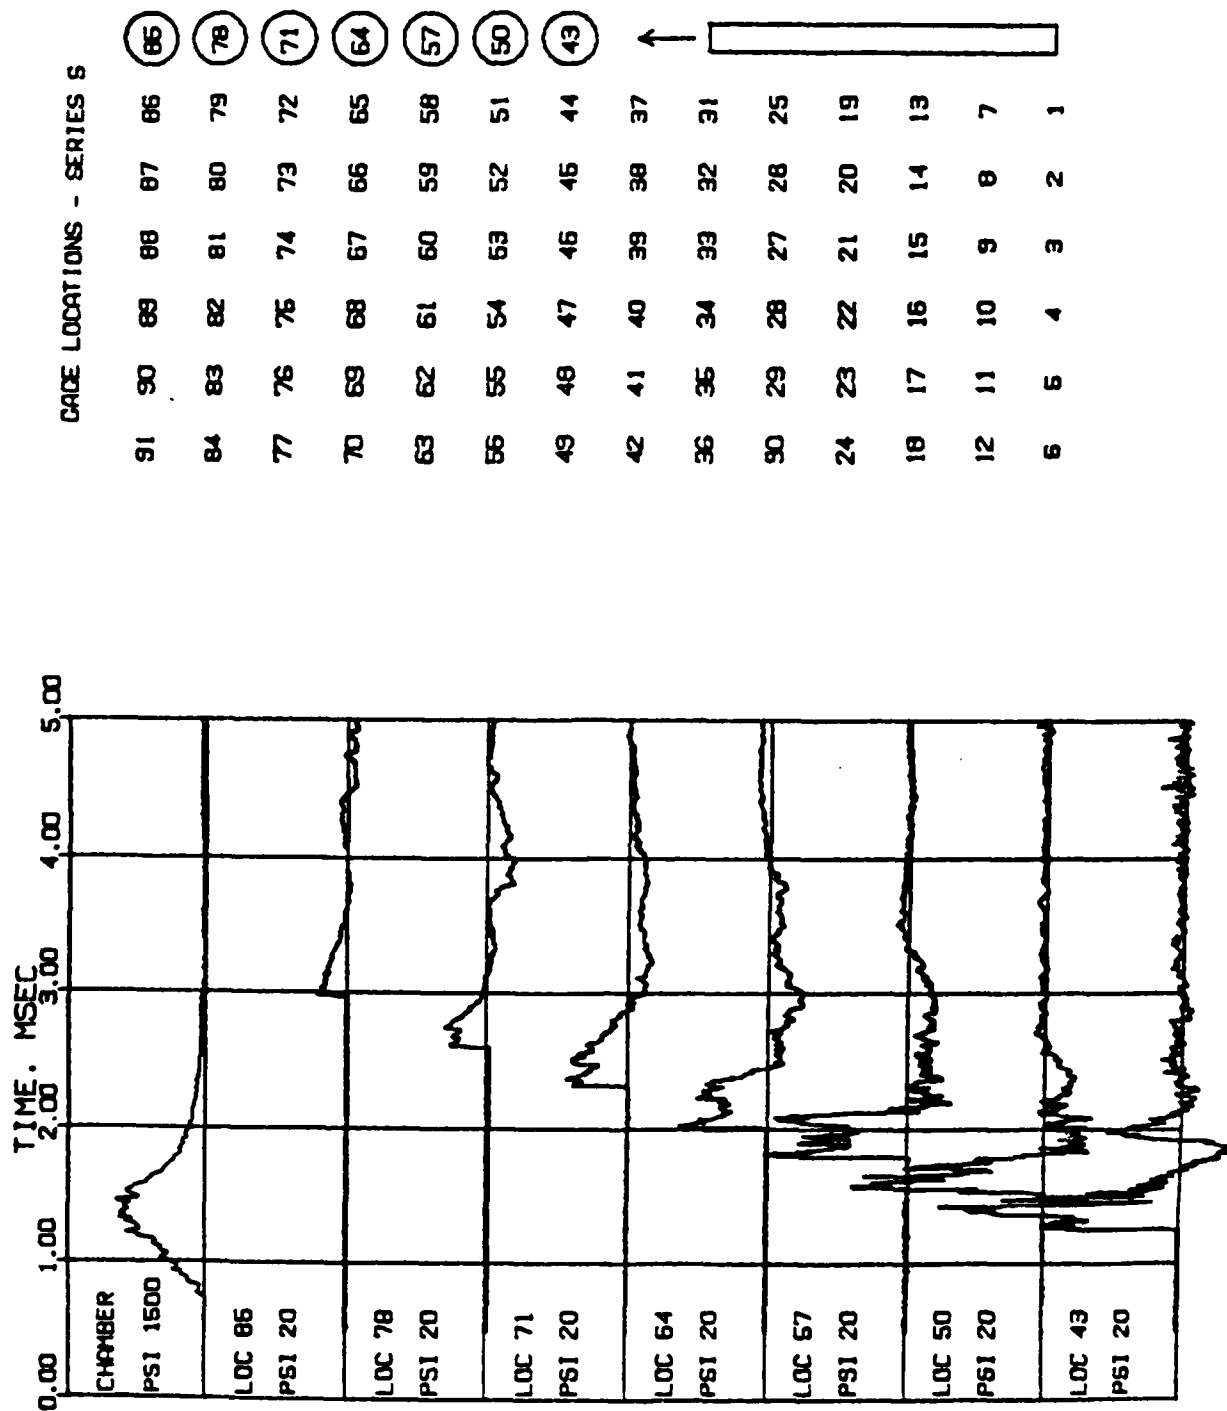 TIME, MSEC
0.00 1.00 2.00 3.00 4.00 5.00
CHAMBER
PSI 1500
LOC 85
PSI 20
LOC 78
PSI 20
LOC 71
PSI 20
LOC 64
PSI 20
LOC 57
PSI 20
LOC 50
PSI 20
LOC 43
PSI 20
GAGE LOCATIONS - SERIES S
91 90 89 88 87 86 85
84 83 82 81 80 79 78
77 76 75 74 73 72 71
70 69 68 67 66 65 64
63 62 61 60 59 58 57
56 55 54 53 52 51 50
49 48 47 46 45 44 43
42 41 40 39 38 37
36 35 34 33 32 31
30 29 28 27 26 25
24 23 22 21 20 19
18 17 16 15 14 13
12 11 10 9 8 7
6 5 4 3 2 1